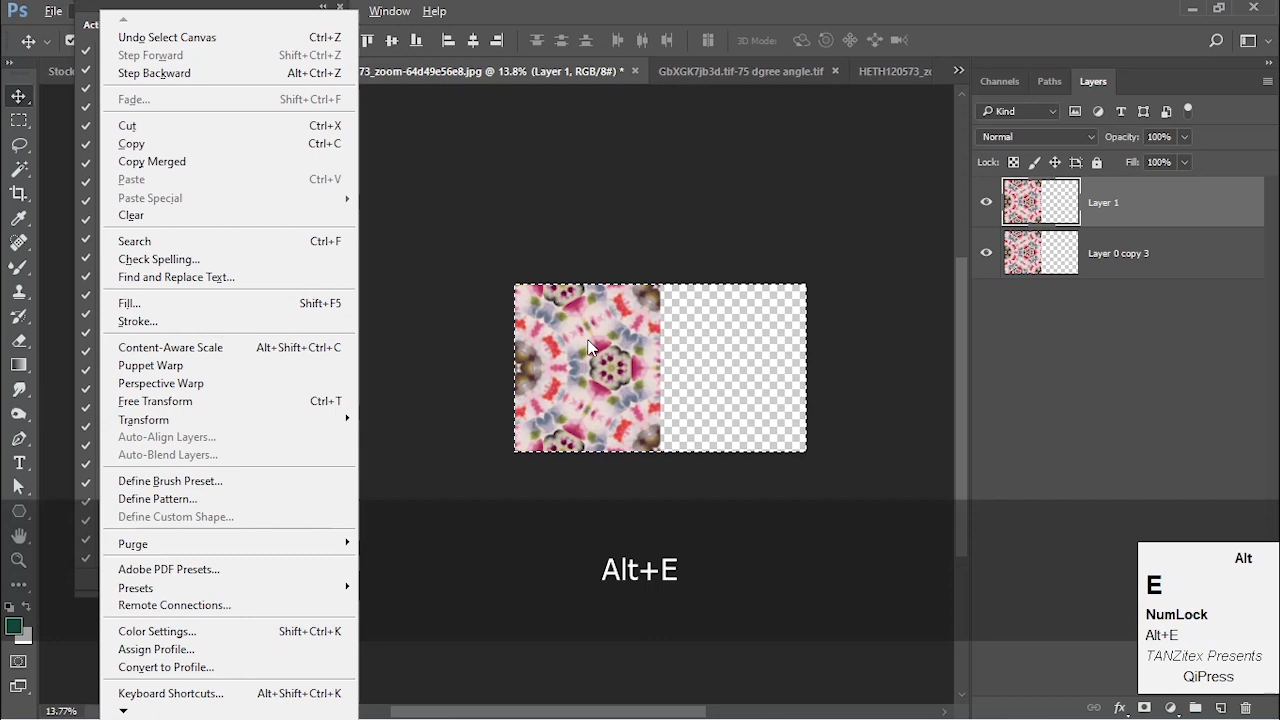 Ps File Act Window Help
3D Mode:
Stock 73_zoom-64d49e56e8.jpg @ 13.8% (Layer 1, RGB/8#) * GbXGK7jb3d.tif-75 dgree angle.tif HETH120573_zc
Undo Select Canvas Ctrl+Z
Step Forward Shift+Ctrl+Z
Step Backward Alt+Ctrl+Z
Fade... Shift+Ctrl+F
Cut Ctrl+X
Copy Ctrl+C
Copy Merged
Paste Ctrl+V
Paste Special
Clear
Search Ctrl+F
Check Spelling...
Find and Replace Text...
Fill... Shift+F5
Stroke...
Content-Aware Scale Alt+Shift+Ctrl+C
Puppet Warp
Perspective Warp
Free Transform Ctrl+T
Transform
Auto-Align Layers...
Auto-Blend Layers...
Define Brush Preset...
Define Pattern...
Define Custom Shape...
Purge
Adobe PDF Presets...
Presets
Remote Connections...
Color Settings... Shift+Ctrl+K
Assign Profile...
Convert to Profile...
Keyboard Shortcuts... Alt+Shift+Ctrl+K
13.77%
Channels Paths Layers
Kind
Normal Opacity: 100%
Lock: Fill: 100%
Layer 1
Layer 0 copy 3
fx
Alt+E
Alt
E
NumLock
Alt+E
TANZitex Presents
QiPress